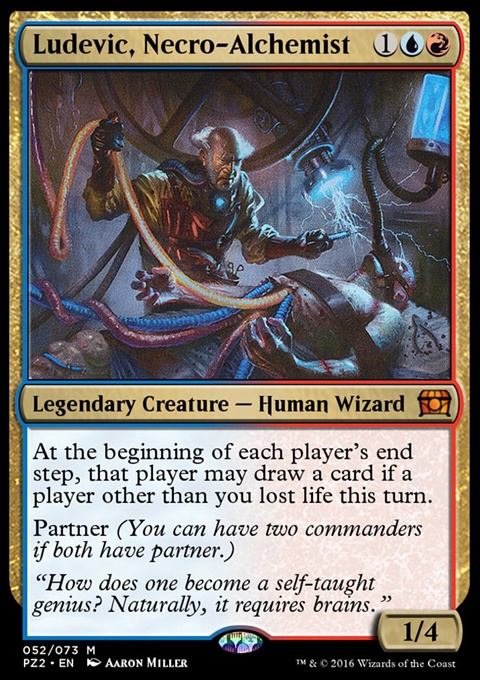 Ludevic, Necro-Alchemist 1
Legendary Creature — Human Wizard
At the beginning of each player's end
step, that player may draw a card if a
player other than you lost life this turn.
Partner (You can have two commanders
if both have partner.)
“How does one become a self-taught
genius? Naturally, it requires brains.”
1/4
052/073 M
PZ2 • EN Aaron Miller
™ & © 2016 Wizards of the Coast